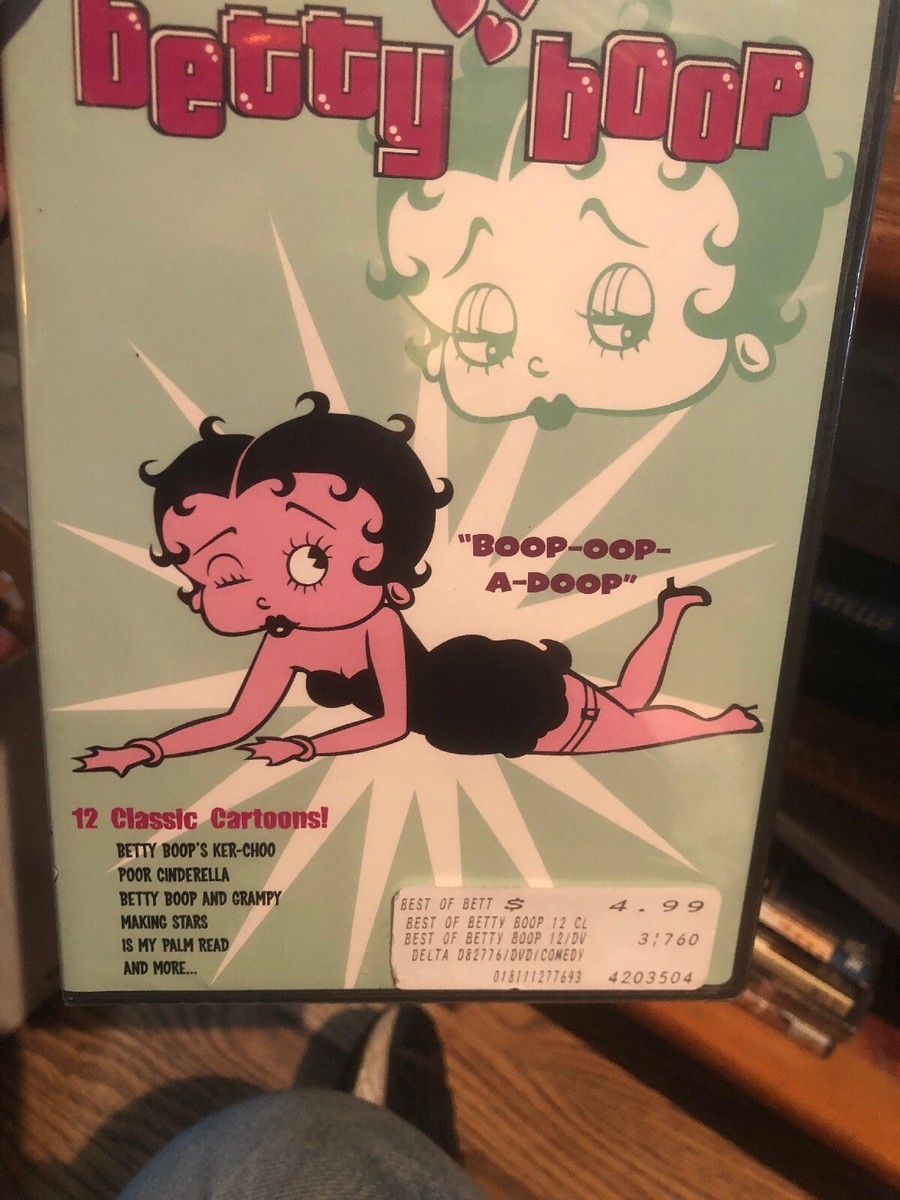 betty boop
"BOOP-OOP-
A-DOOP"
12 Classic Cartoons!
BETTY BOOP'S KER-CHOO
POOR CINDERELLA
BETTY BOOP AND GRAMPY
MAKING STARS
IS MY PALM READ
AND MORE...
BEST OF BETT $ 4.99
BEST OF BETTY BOOP 12 CL
BEST OF BETTY BOOP 12/DV 3;760
DELTA D82776/DVD/COMEDY
018111277693 4203504